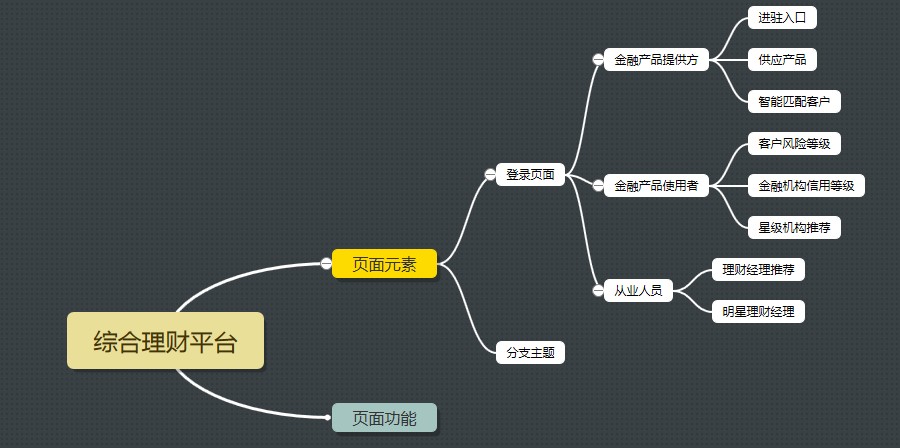 综合理财平台
页面元素
登录页面
金融产品提供方
进驻入口
供应产品
智能匹配客户
金融产品使用者
客户风险等级
金融机构信用等级
星级机构推荐
从业人员
理财经理推荐
明星理财经理
分支主题
页面功能